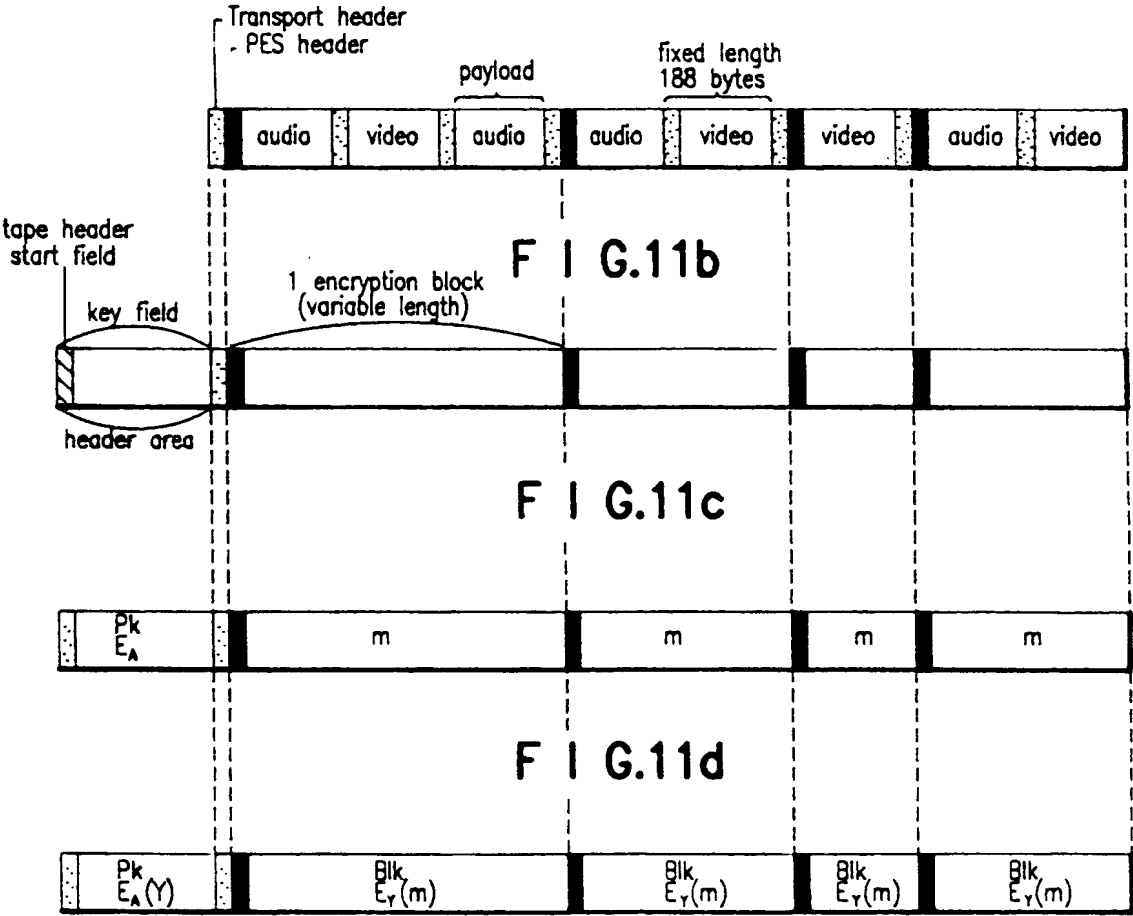 Transport header
PES header
payload
fixed length
188 bytes
audio video audio audio video video audio video
tape header
start field
F I G.11b
1 encryption block
(variable length)
key field
header area
F I G.11c
Pk
EA
m m m m
F I G.11d
Pk
EA(Y)
Blk
EY(m)
Blk
EY(m)
Blk
EY(m)
Blk
EY(m)